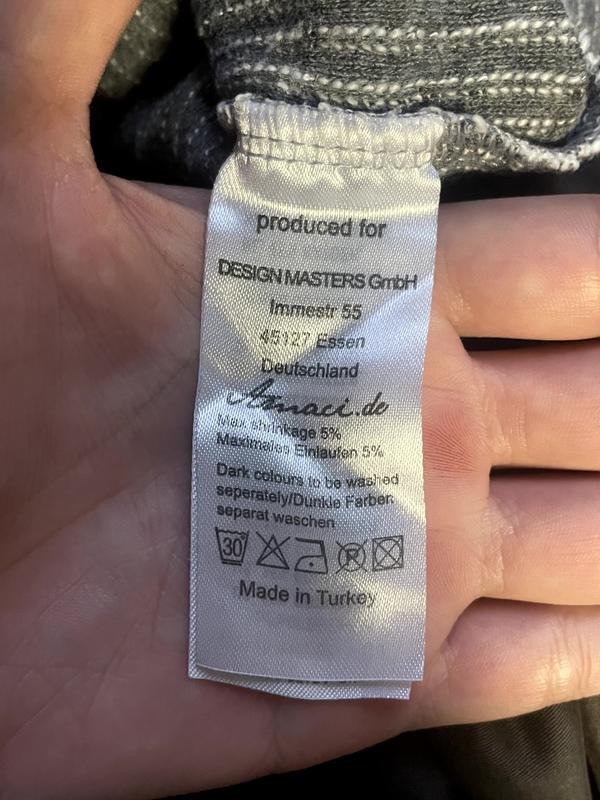 produced for
DESIGN MASTERS GmbH
Immestr 55
45127 Essen
Deutschland
Aznaci.de
Max shrinkage 5%
Maximales Einlaufen 5%
Dark colours to be washed
seperately/Dunkle Farben
separat waschen
30
Made in Turkey